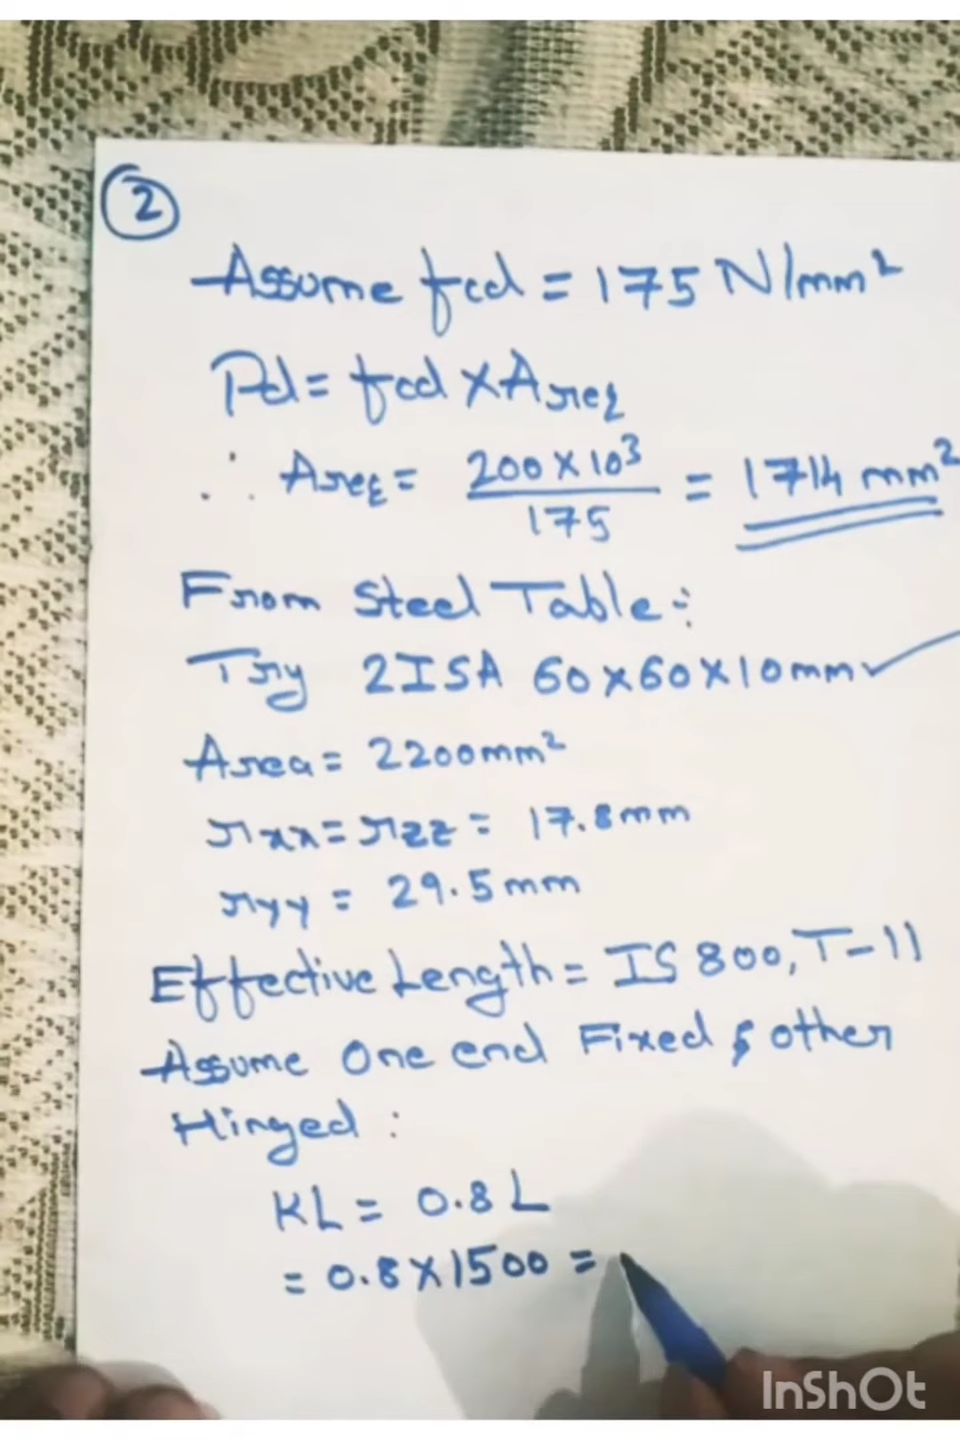 2
Assume fcd = 175 N/mm²
Pd = fcd × Areq
∴ Areq = 200 × 10³ / 175 = 1714 mm²
From Steel Table:
Try 2ISA 60×60×10mm ✓
Area = 2200mm²
rxx = rzz = 17.8mm
ryy = 29.5mm
Effective Length = IS 800, T-11
Assume One end Fixed & other
Hinged :
KL = 0.8 L
= 0.8 × 1500 =
InShOt